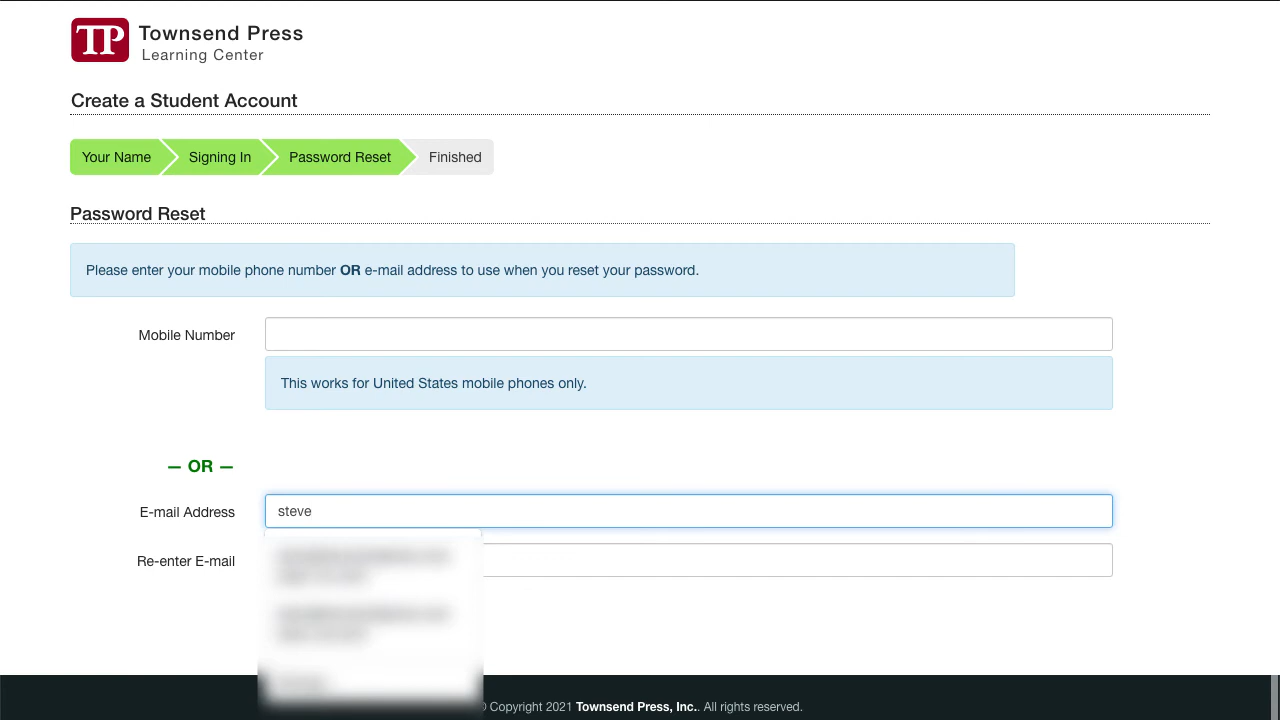 TP
Townsend Press
Learning Center
Create a Student Account
Your Name
Signing In
Password Reset
Finished
Password Reset
Please enter your mobile phone number OR e-mail address to use when you reset your password.
Mobile Number
This works for United States mobile phones only.
— OR —
E-mail Address
steve
Re-enter E-mail
Copyright 2021 Townsend Press, Inc.. All rights reserved.